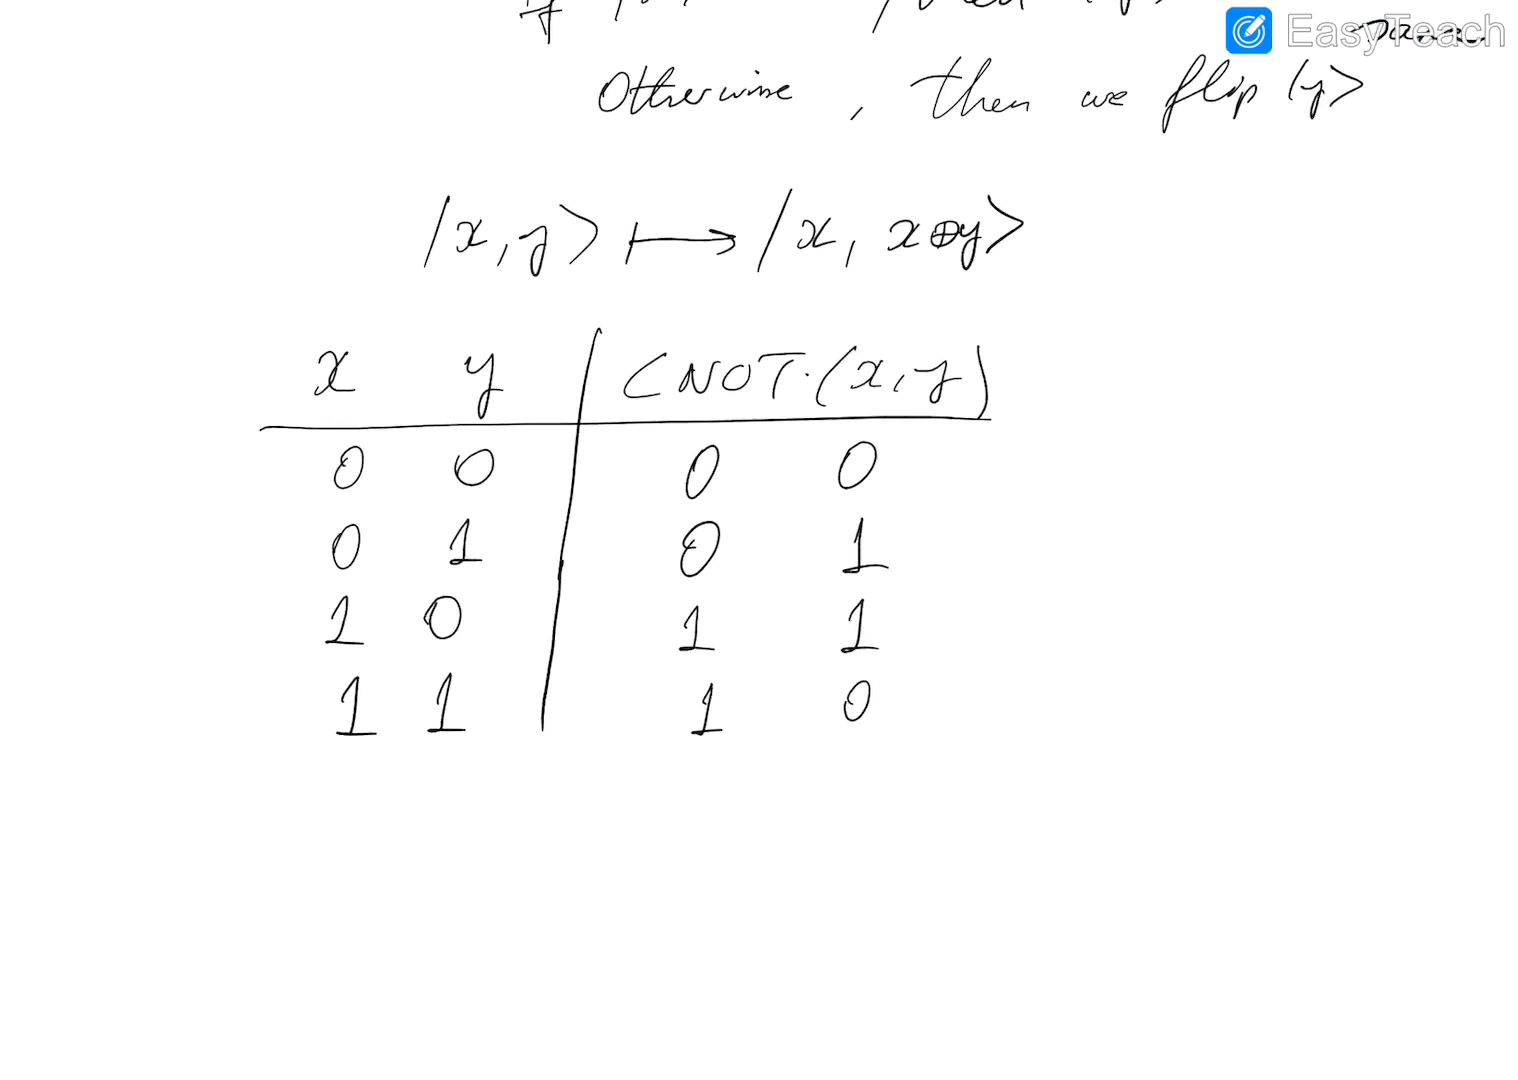 If
EasyTeach
Otherwise, then we flip |y>
|x, y> ↦ |x, x⊕y>
x y CNOT.(x, y)
0 0 0 0
0 1 0 1
1 0 1 1
1 1 1 0